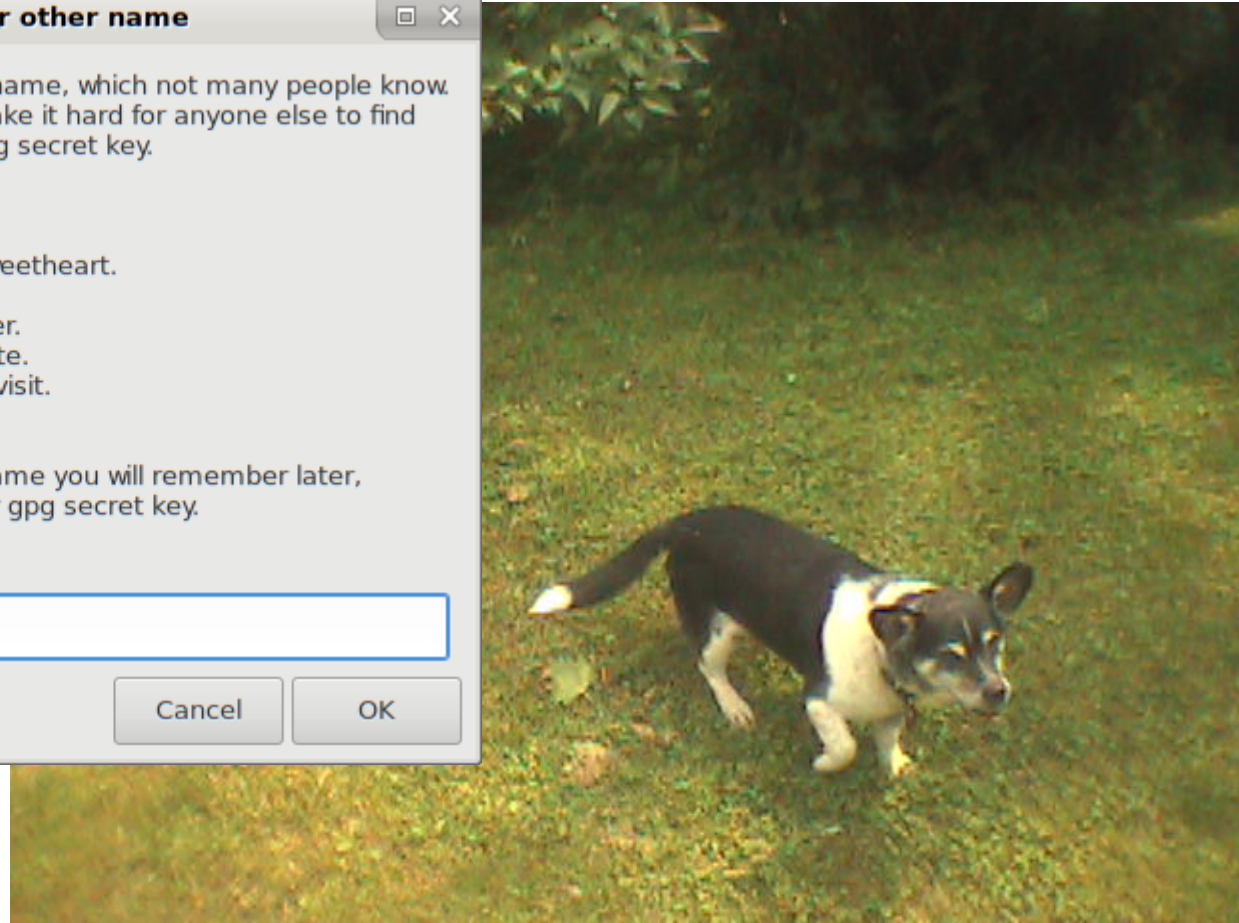 r other name
name, which not many people know.
ake it hard for anyone else to find
g secret key.
weetheart.
er.
te.
visit.
ame you will remember later,
r gpg secret key.
Cancel
OK